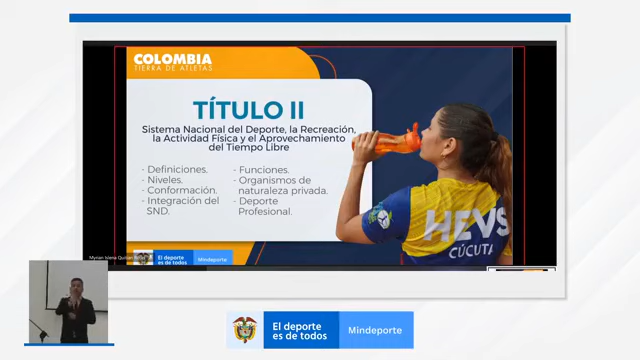 COLOMBIA
TIERRA DE ATLETAS
TÍTULO II
Sistema Nacional del Deporte, la Recreación,
la Actividad Física y el Aprovechamiento
del Tiempo Libre
- Definiciones.
- Niveles.
- Conformación.
- Integración del
SND.
- Funciones.
- Organismos de
naturaleza privada.
- Deporte
Profesional.
CÚCUTA
El deporte
es de todos
Mindeporte
El deporte
es de todos
Mindeporte